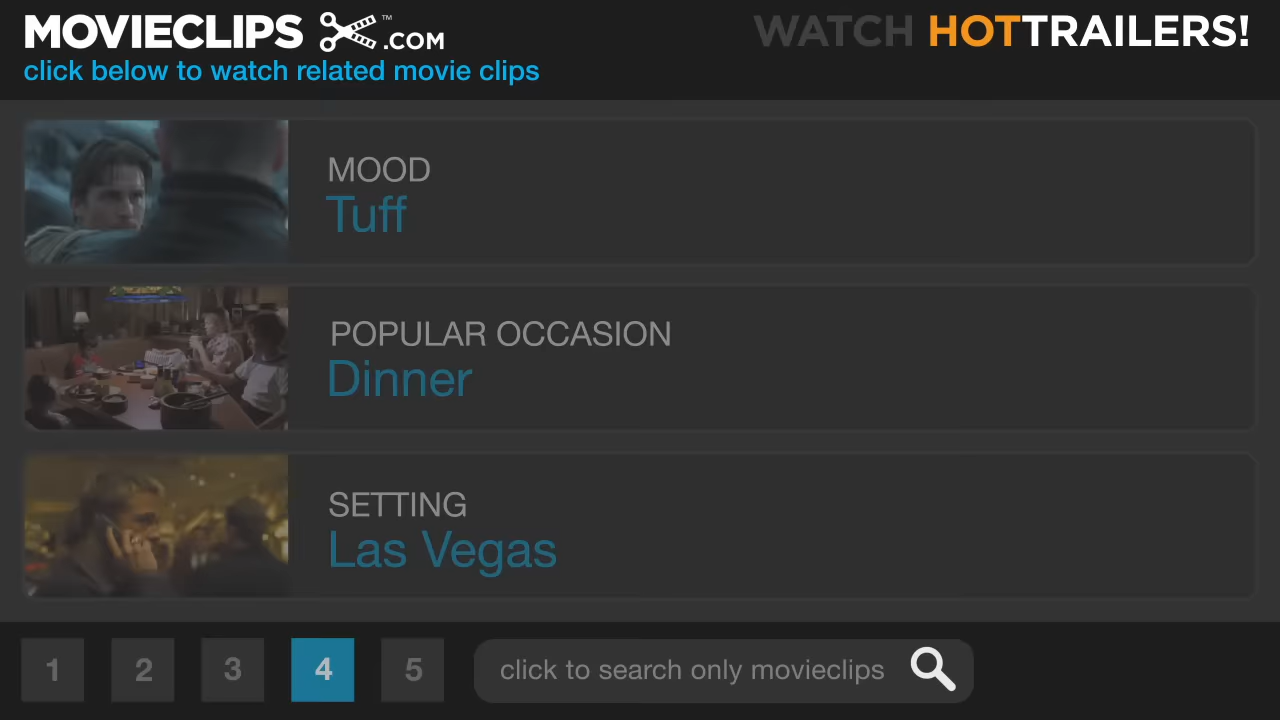 MOVIECLIPS ™ .COM
WATCH HOTTRAILERS!
click below to watch related movie clips
MOOD
Tuff
POPULAR OCCASION
Dinner
SETTING
Las Vegas
1 2 3 4 5
click to search only movieclips